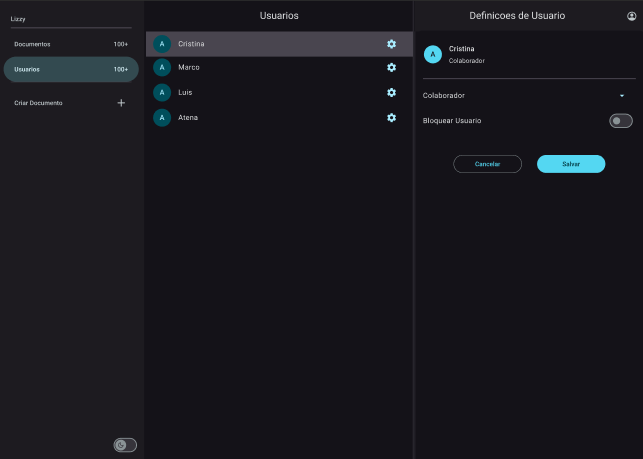 Lizzy
Documentos 100+
Usuarios 100+
Criar Documento
Usuarios
A Cristina
A Marco
A Luis
A Atena
Definicoes de Usuario
A Cristina
Colaborador
Colaborador
Bloquear Usuario
Cancelar Salvar